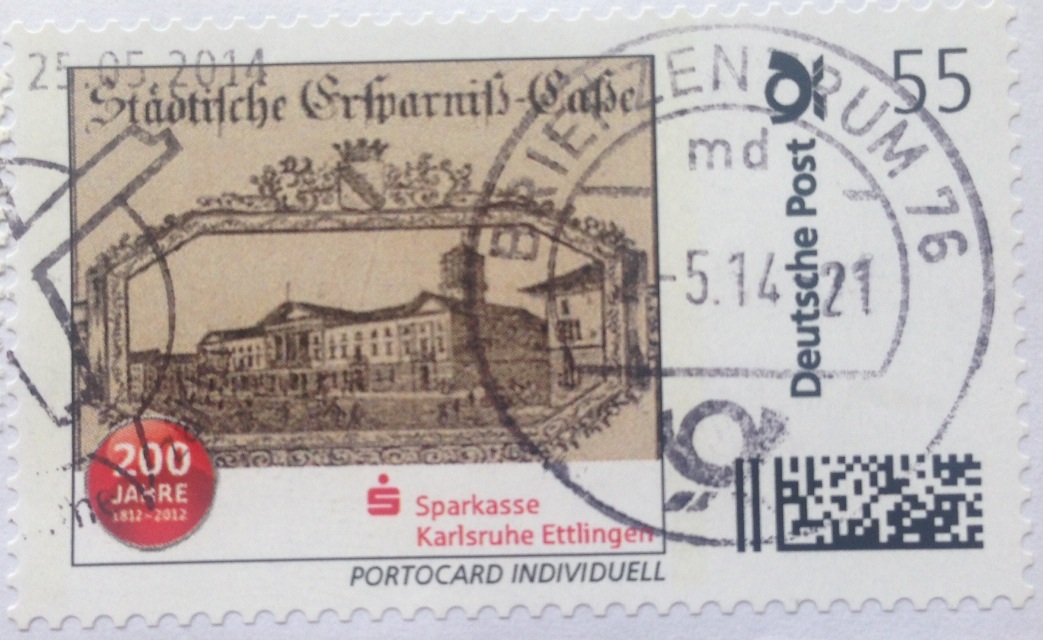 25.05.2014
Städtische Ersparniß-Casse
BRIEFZENTRUM 76
md
-5.14-21
Deutsche Post
55
200
JAHRE
1812-2012
Sparkasse
Karlsruhe Ettlingen
PORTOCARD INDIVIDUELL